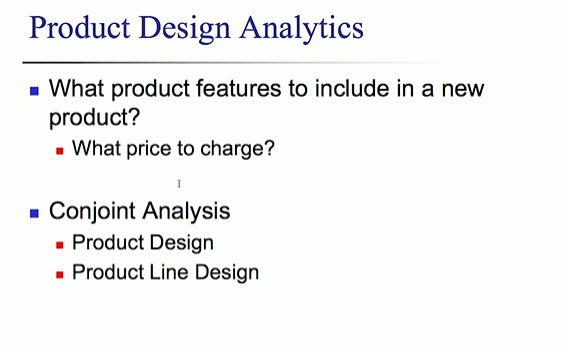 Product Design Analytics
What product features to include in a new
product?
What price to charge?
Conjoint Analysis
Product Design
Product Line Design